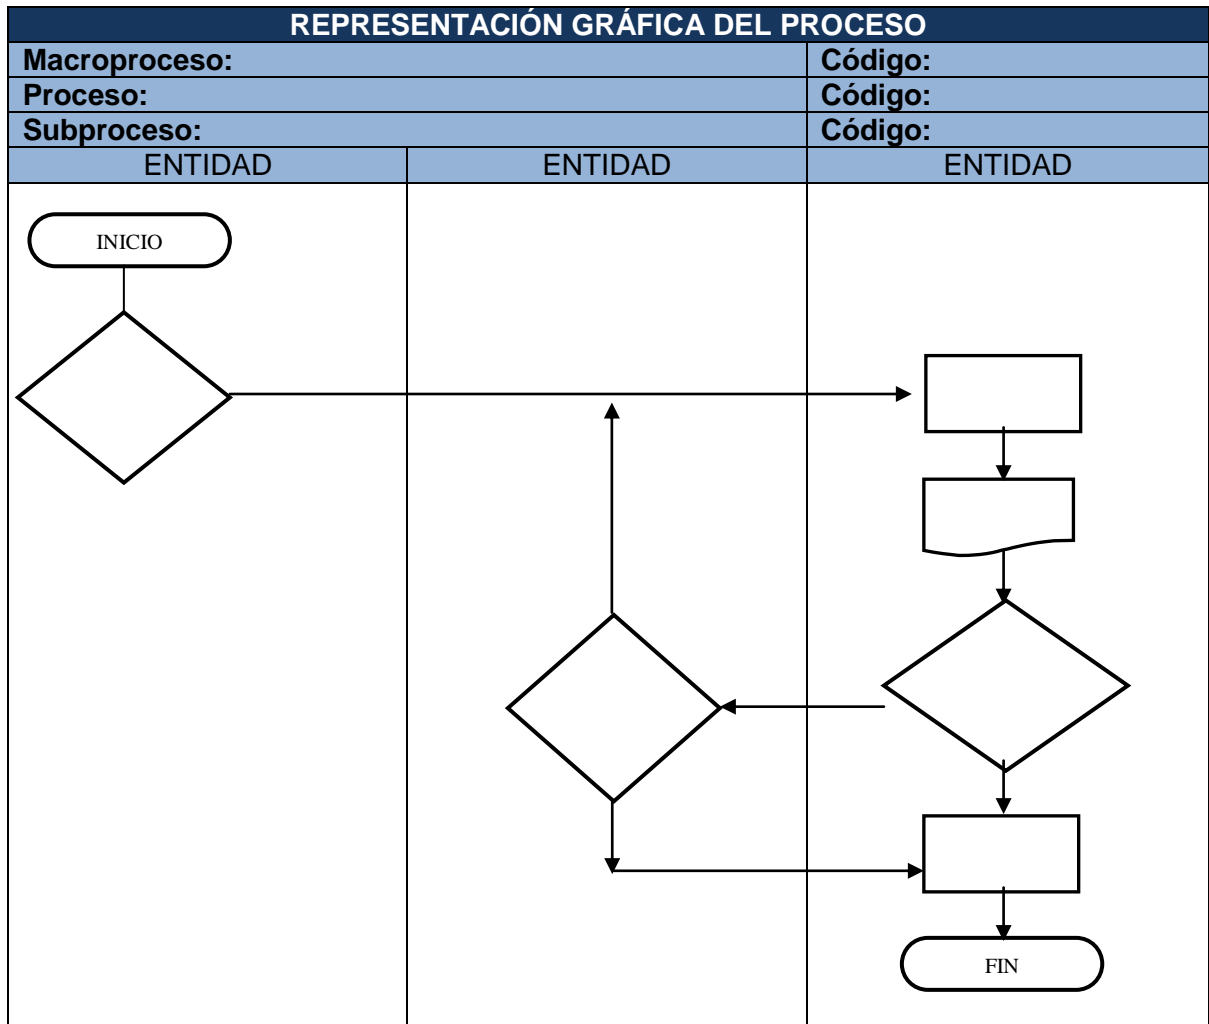 REPRESENTACIÓN GRÁFICA DEL PROCESO
Macroproceso: Código:
Proceso: Código:
Subproceso: Código:
ENTIDAD ENTIDAD ENTIDAD
INICIO
FIN